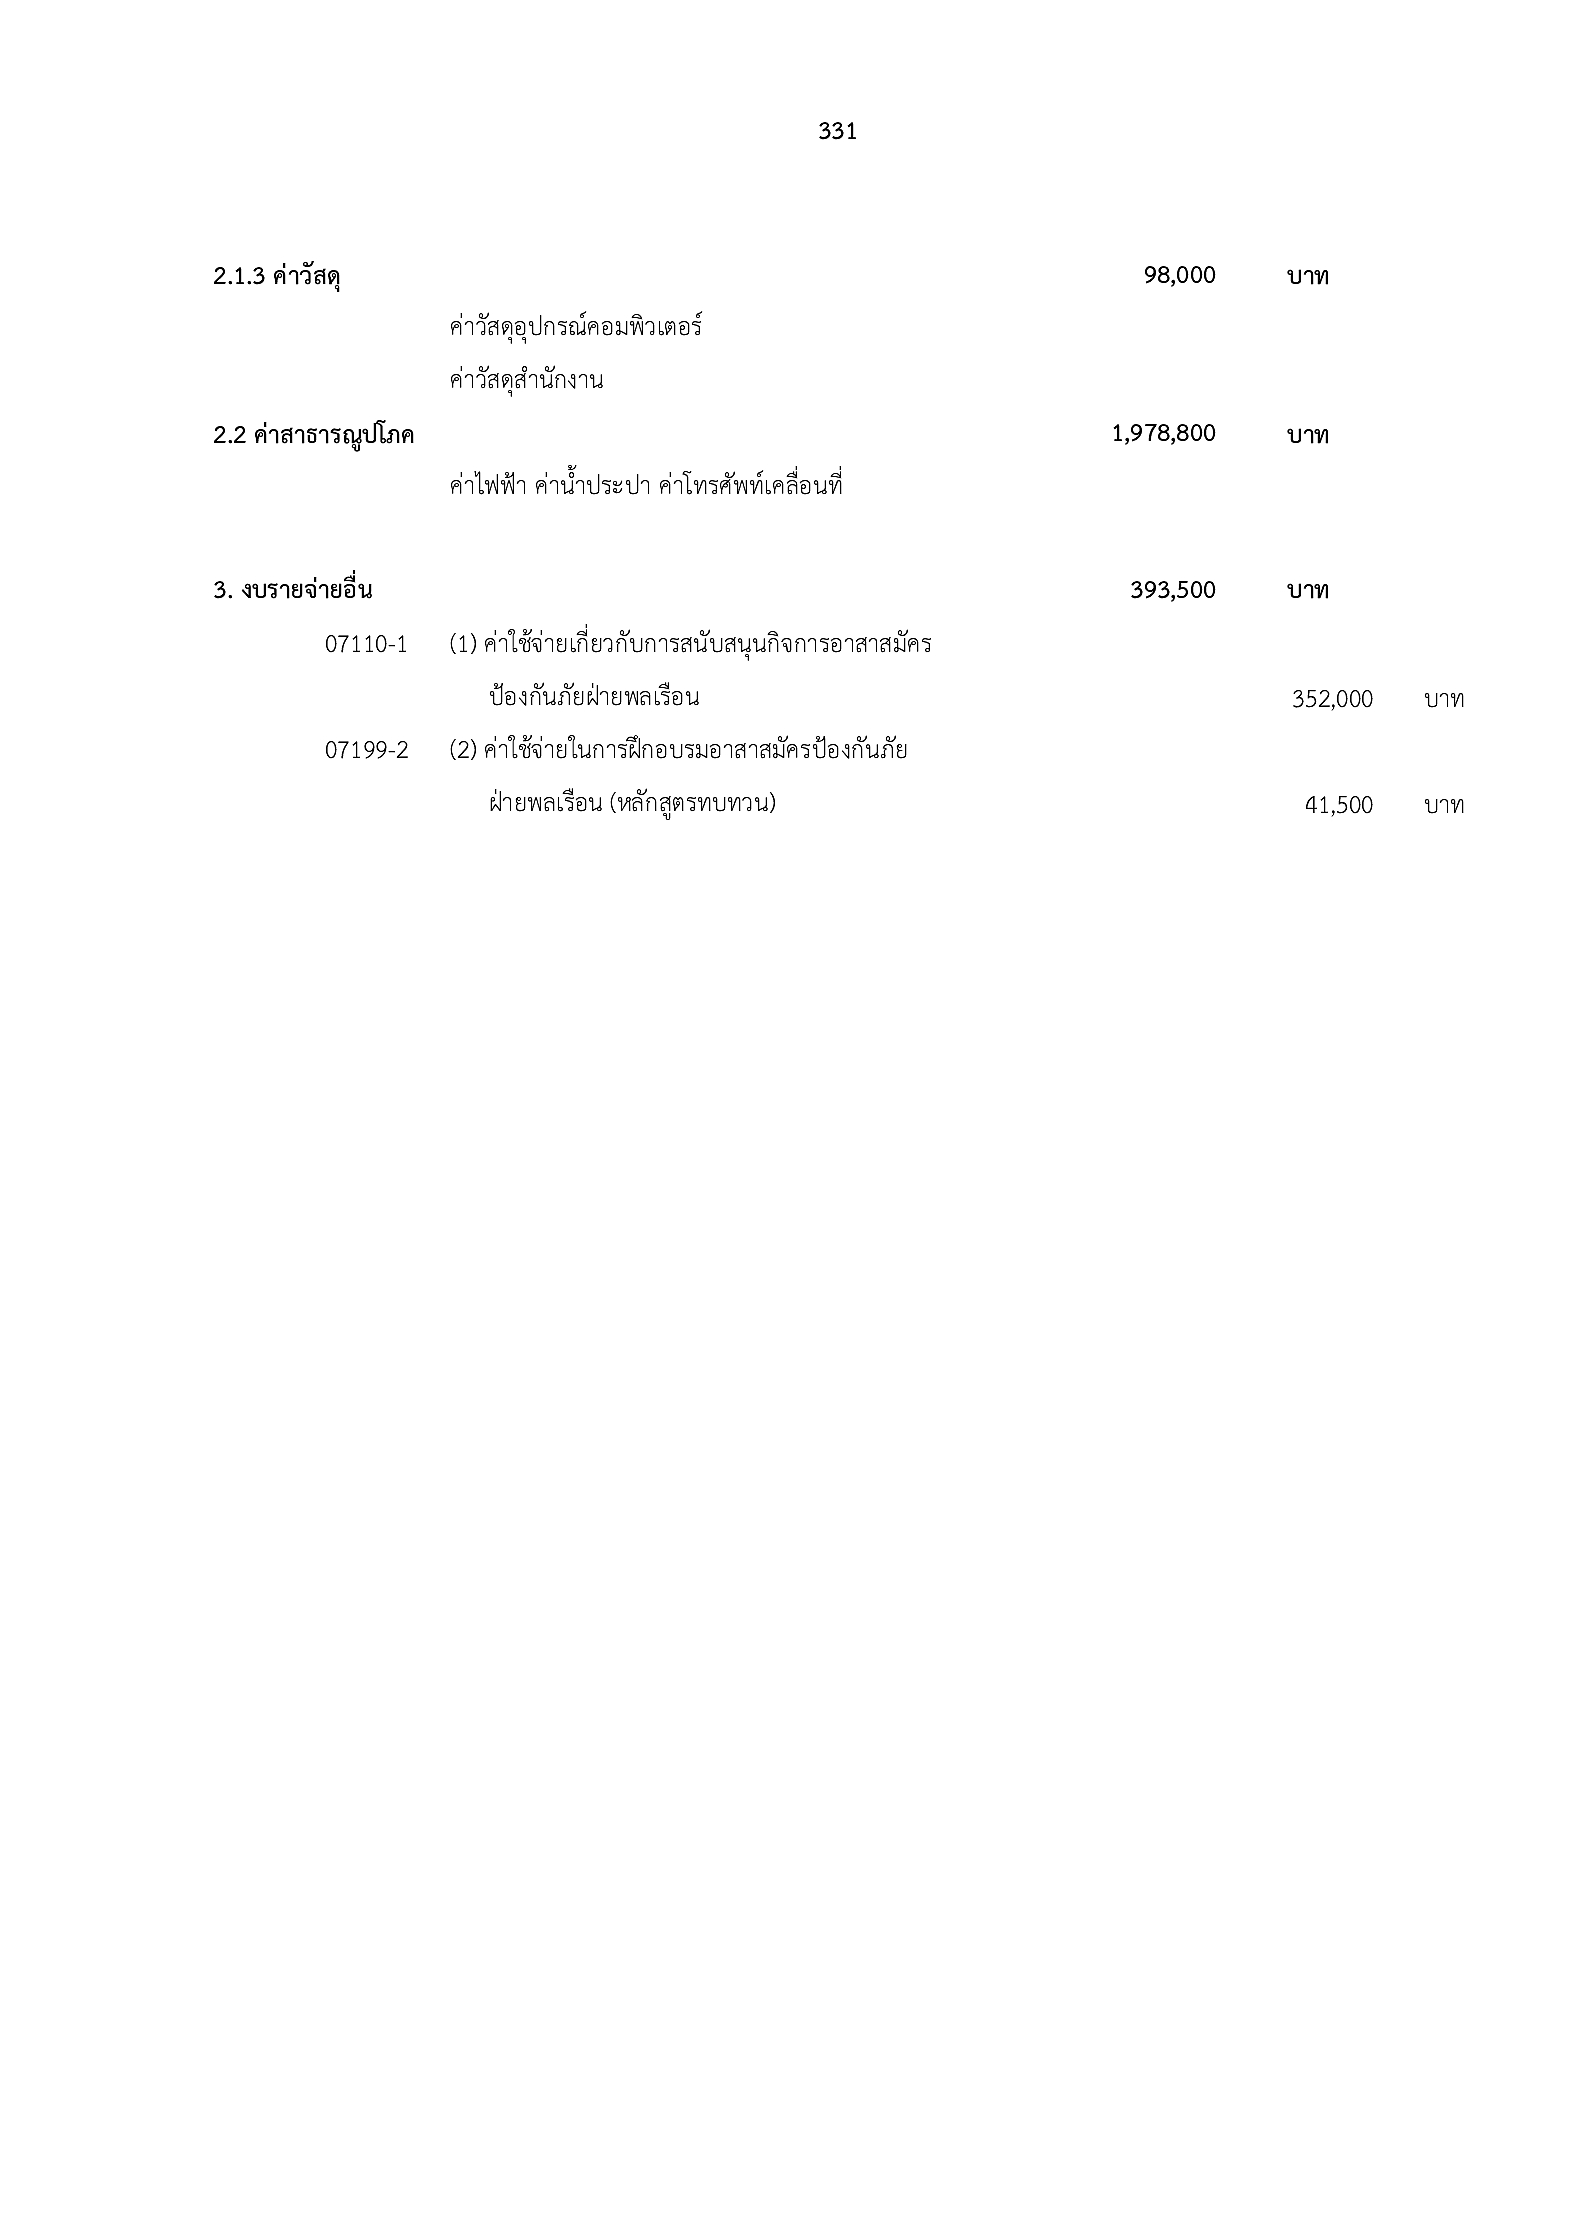 331
2.1.3 ค่าวัสดุ 98,000 บาท
ค่าวัสดุอุปกรณ์คอมพิวเตอร์
ค่าวัสดุสำนักงาน
2.2 ค่าสาธารณูปโภค 1,978,800 บาท
ค่าไฟฟ้า ค่าน้ำประปา ค่าโทรศัพท์เคลื่อนที่
3. งบรายจ่ายอื่น 393,500 บาท
07110-1 (1) ค่าใช้จ่ายเกี่ยวกับการสนับสนุนกิจการอาสาสมัคร
ป้องกันภัยฝ่ายพลเรือน 352,000 บาท
07199-2 (2) ค่าใช้จ่ายในการฝึกอบรมอาสาสมัครป้องกันภัย
ฝ่ายพลเรือน (หลักสูตรทบทวน) 41,500 บาท